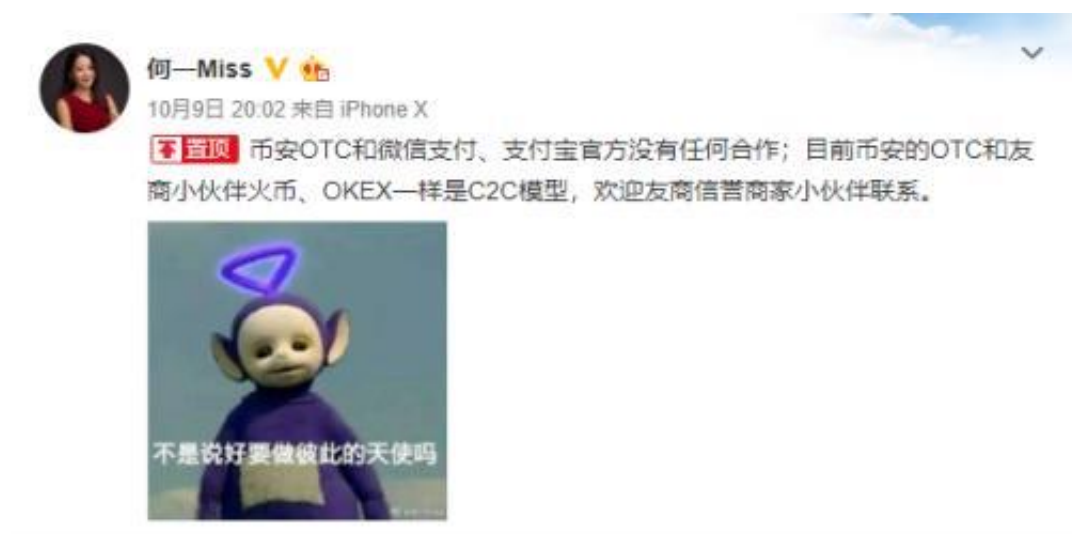 何一Miss
10月9日 20:02 来自 iPhone X
置顶 币安OTC和微信支付、支付宝官方没有任何合作；目前币安的OTC和友
商小伙伴火币、OKEX一样是C2C模型，欢迎友商信誉商家小伙伴联系。
不是说好要做彼此的天使吗